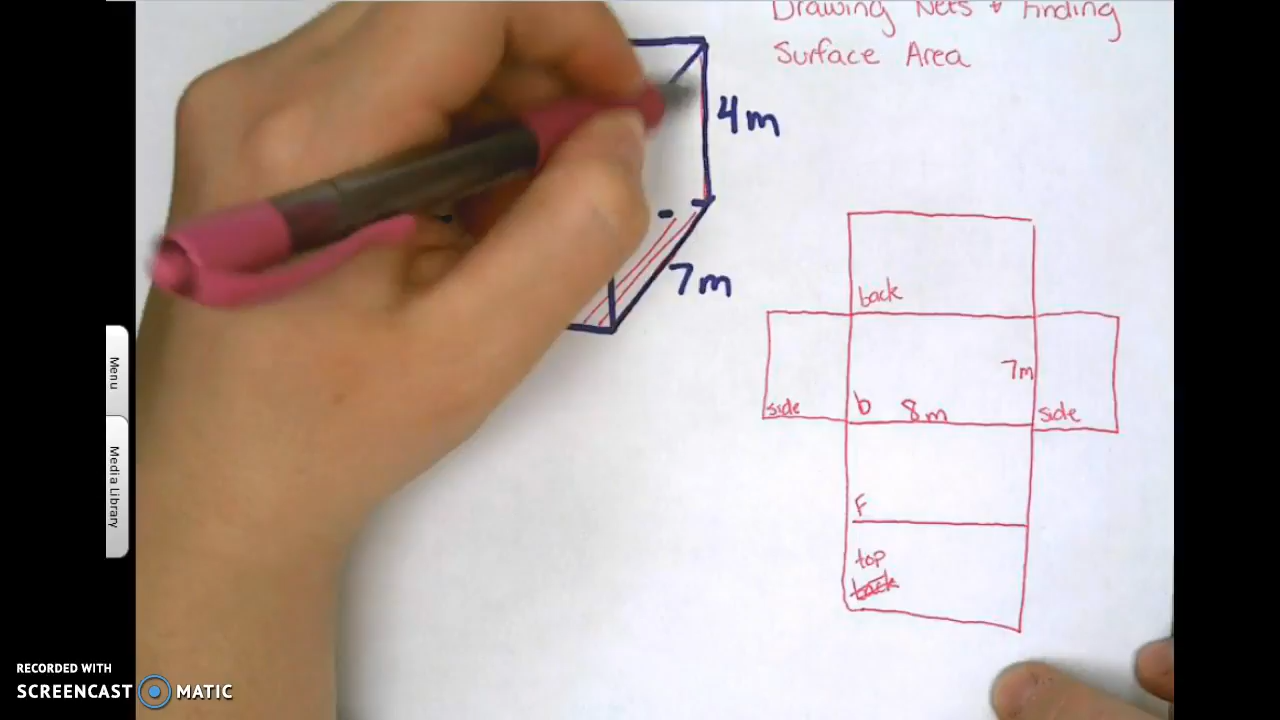 Drawing Nets & Finding
Surface Area
4m
7m
back
7m
side
b 8m
side
F
top
back
Menu
Media Library
RECORDED WITH
SCREENCAST MATIC